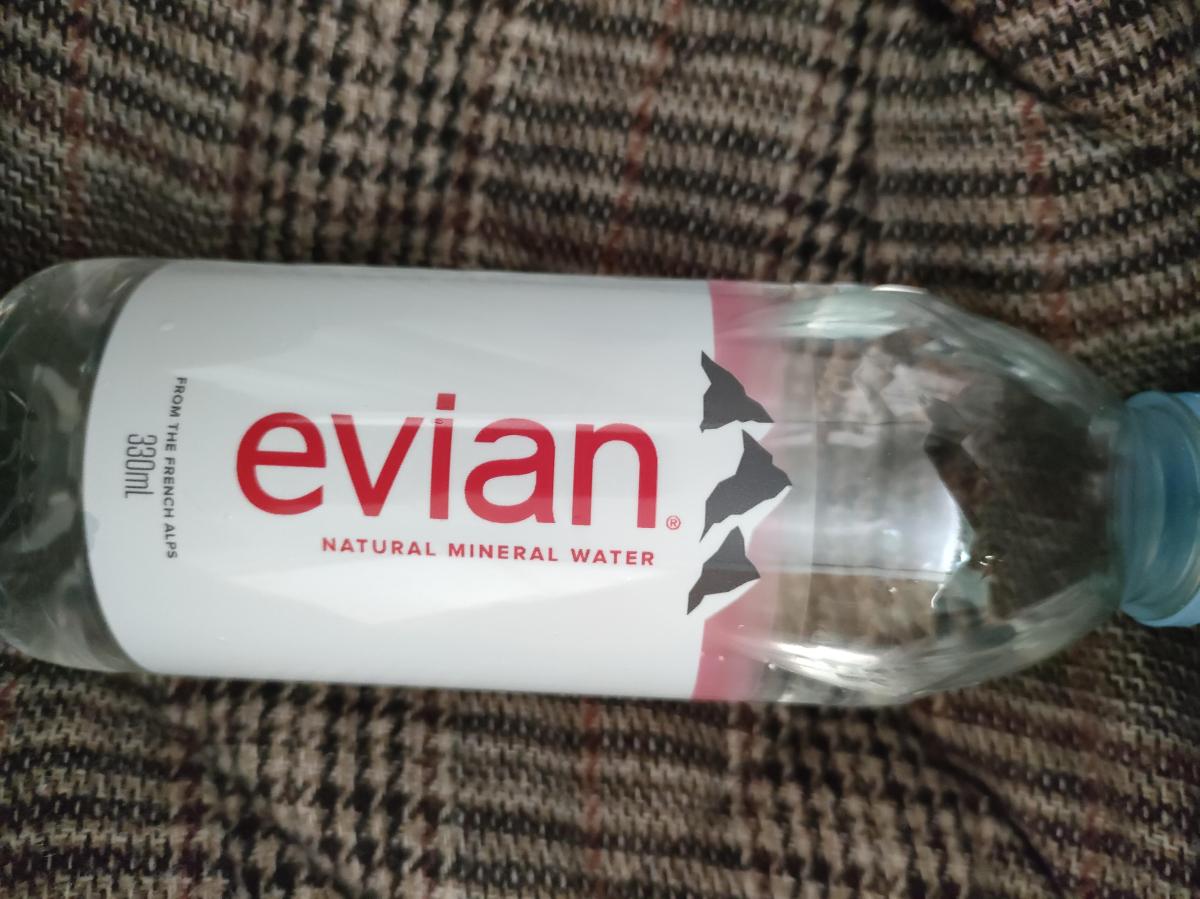 evian®
NATURAL MINERAL WATER
FROM THE FRENCH ALPS
330ml